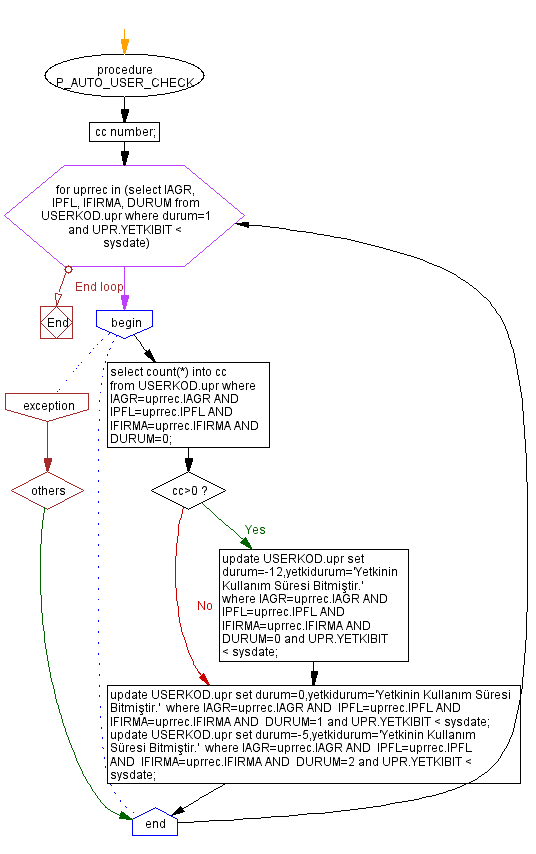 procedure
P_AUTO_USER_CHECK
cc number;
for uprrec in (select IAGR,
IPFL, IFIRMA, DURUM from
USERKOD.upr where durum=1
and UPR.YETKIBIT <
sysdate)
End loop
End
begin
select count(*) into cc
from USERKOD.upr where
IAGR=uprrec.IAGR AND
IPFL=uprrec.IPFL AND
IFIRMA=uprrec.IFIRMA AND
DURUM=0;
exception
others
cc>0 ?
Yes
update USERKOD.upr set
durum=-12,yetkidurum='Yetkinin
Kullanım Süresi Bitmiştir.'
where IAGR=uprrec.IAGR AND
IPFL=uprrec.IPFL AND
IFIRMA=uprrec.IFIRMA AND
DURUM=0 and UPR.YETKIBIT
< sysdate;
No
update USERKOD.upr set durum=0,yetkidurum='Yetkinin Kullanım Süresi
Bitmiştir.' where IAGR=uprrec.IAGR AND IPFL=uprrec.IPFL AND
IFIRMA=uprrec.IFIRMA AND DURUM=1 and UPR.YETKIBIT < sysdate;
update USERKOD.upr set durum=-5,yetkidurum='Yetkinin Kullanım
Süresi Bitmiştir.' where IAGR=uprrec.IAGR AND IPFL=uprrec.IPFL
AND IFIRMA=uprrec.IFIRMA AND DURUM=2 and UPR.YETKIBIT <
sysdate;
end